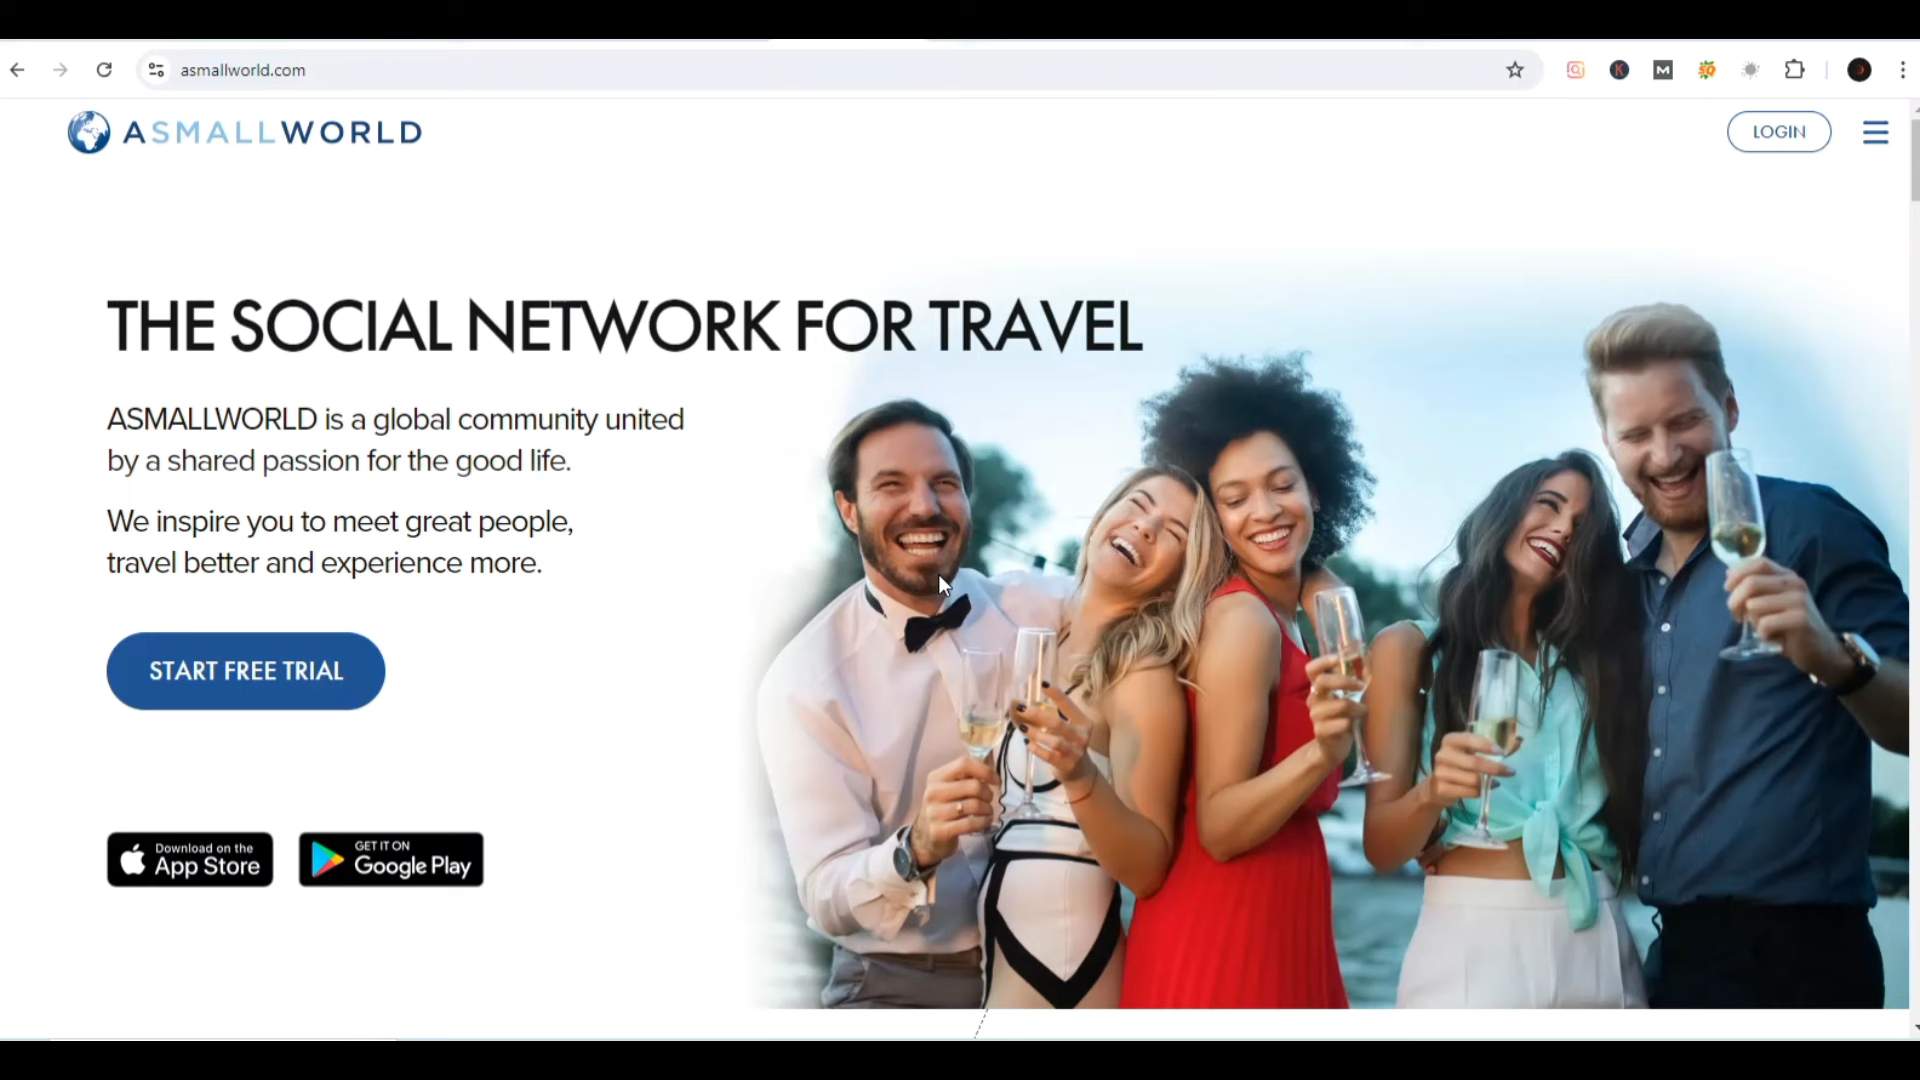 asmallworld.com
ASMALLWORLD
LOGIN
THE SOCIAL NETWORK FOR TRAVEL
ASMALLWORLD is a global community united
by a shared passion for the good life.
We inspire you to meet great people,
travel better and experience more.
START FREE TRIAL
Download on the
App Store
GET IT ON
Google Play
K
M
SQ